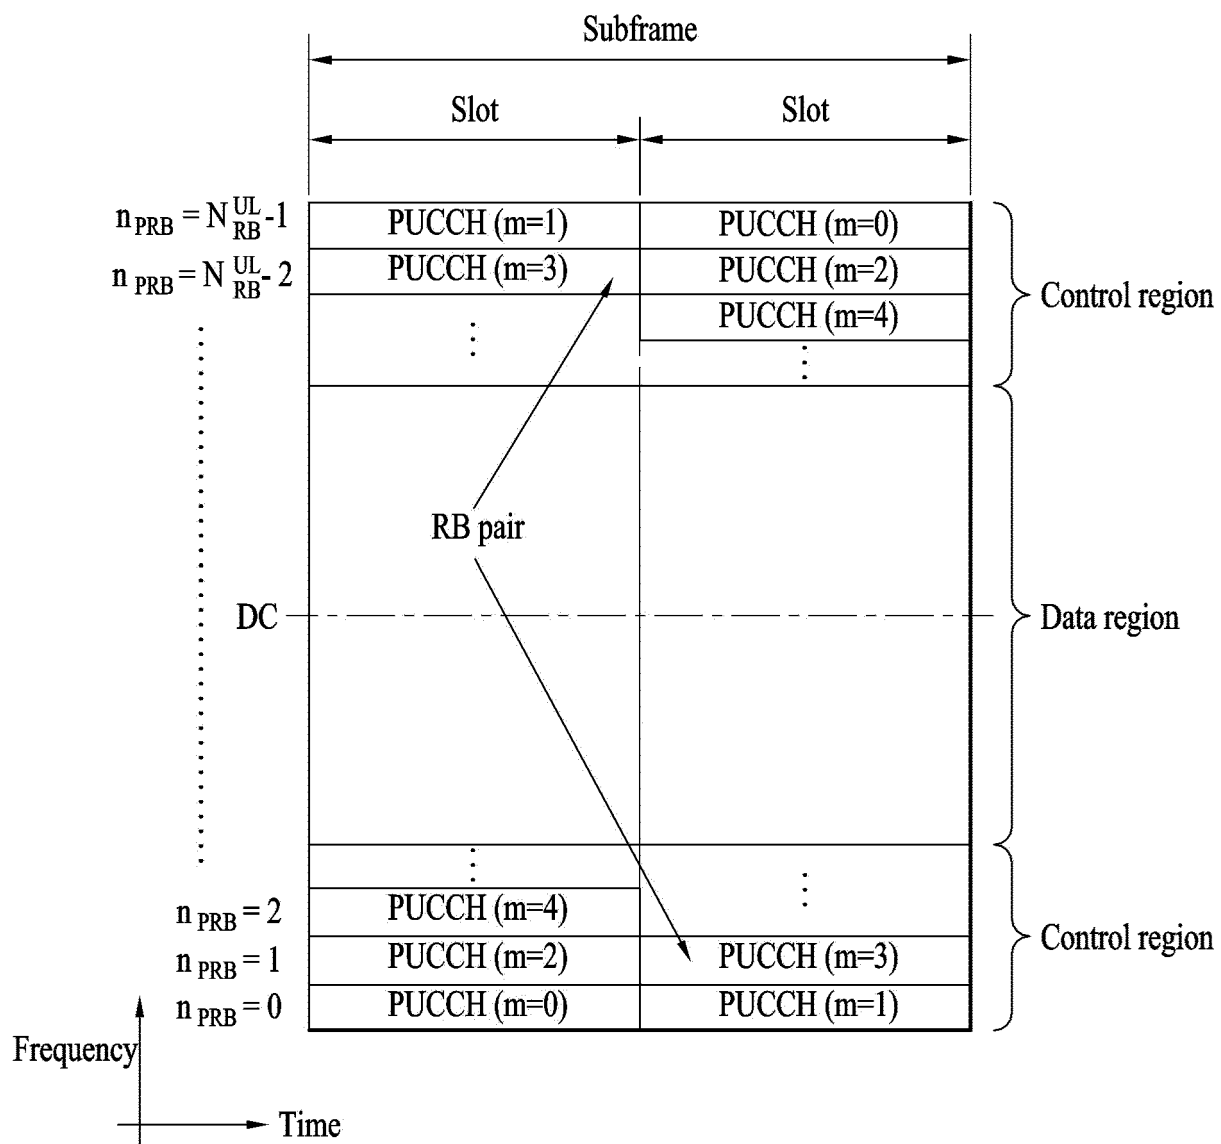 Subframe
Slot Slot
n PRB = N UL RB -1 PUCCH (m=1) PUCCH (m=0)
n PRB = N UL RB - 2 PUCCH (m=3) PUCCH (m=2)
PUCCH (m=4)
Control region
RB pair
DC
Data region
n PRB = 2 PUCCH (m=4)
n PRB = 1 PUCCH (m=2) PUCCH (m=3)
Control region
n PRB = 0 PUCCH (m=0) PUCCH (m=1)
Frequency
Time